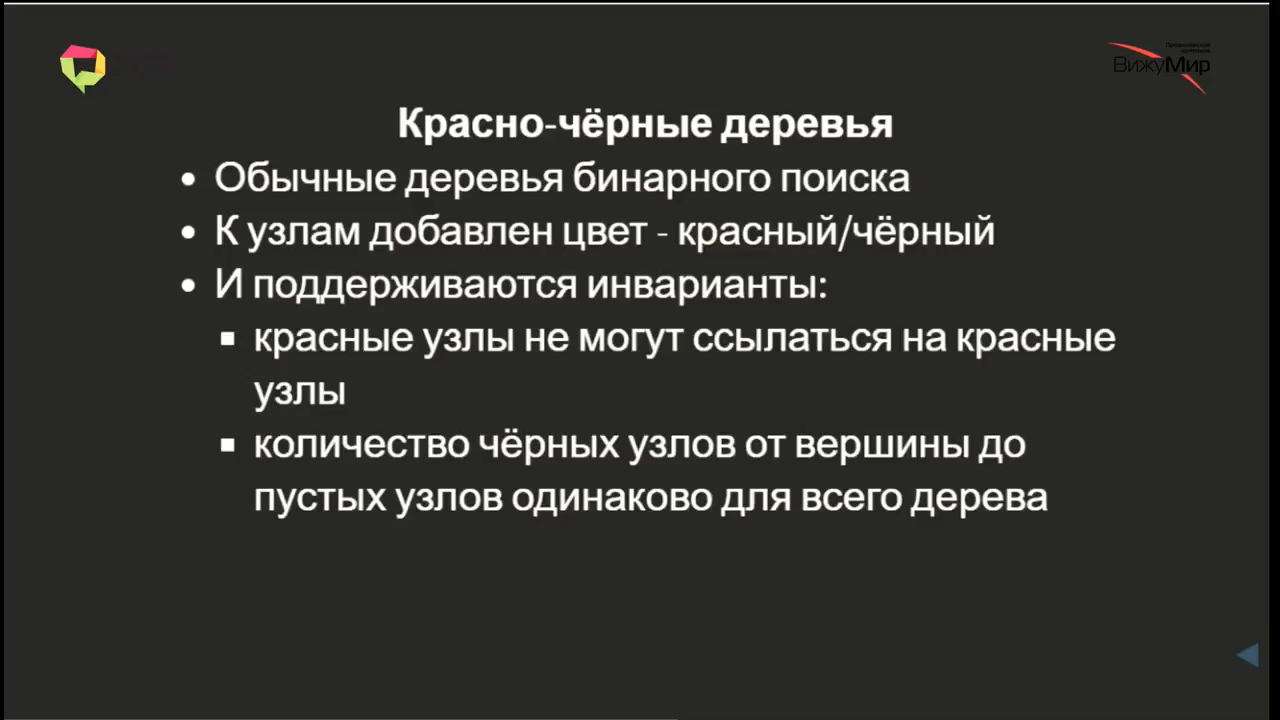 ВижуМир
Красно-чёрные деревья
Обычные деревья бинарного поиска
К узлам добавлен цвет - красный/чёрный
И поддерживаются инварианты:
красные узлы не могут ссылаться на красные
узлы
количество чёрных узлов от вершины до
пустых узлов одинаково для всего дерева